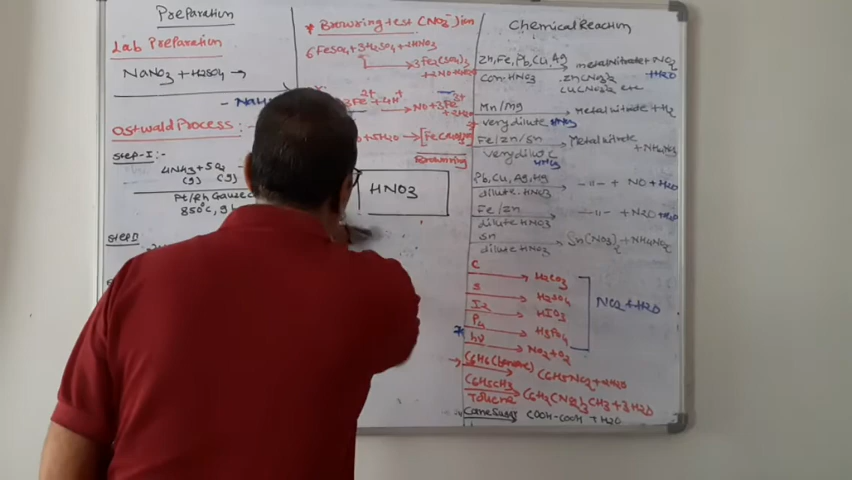 Preparation
Lab Preparation
NaNO3 + H2SO4 →
Ostwald Process :-
Step-I :-
4NH3 + 5O2
(g) (g)
Pt/Rh Gauze
850°C, 9 b
Step II
* Browning test (NO3-) ion
6 FeSO4 + 3H2SO4 + 2HNO3
→ 3Fe2(SO4)3
+ 2NO + 4H2O
3Fe2+ + 4H+ → NO + 3Fe3+
+ 2H2O
+ 5H2O →
Browning
HNO3
Chemical Reaction
Zn, Fe, Pb, Cu, Ag → metal Nitrate + NO2
Con. HNO3 + H2O
Zn(NO3)2
Cu(NO3)2 etc
Mn/Mg → Metal nitrate + H2
very dilute HNO3
Fe/Zn/Sn → Metal nitrate + NH4NO3
very dilute
HNO3
Pb, Cu, Ag, Hg → -"- + NO + H2O
dilute. HNO3
Fe/Zn → -"- + N2O + H2O
dilute HNO3
Sn → Sn(NO3)2 + NH4NO3
dilute HNO3
C → H2CO3
S → H2SO4
I2 → HIO3
P4 → H3PO4
NO2 + H2O
hν → NO2 + O2
→ C6H6 (benzene) → C6H5NO2 + H2O
C6H5CH3 → C6H2(NO2)3CH3 + 3H2O
Toluene
Cane Sugar → COOH-COOH + H2O